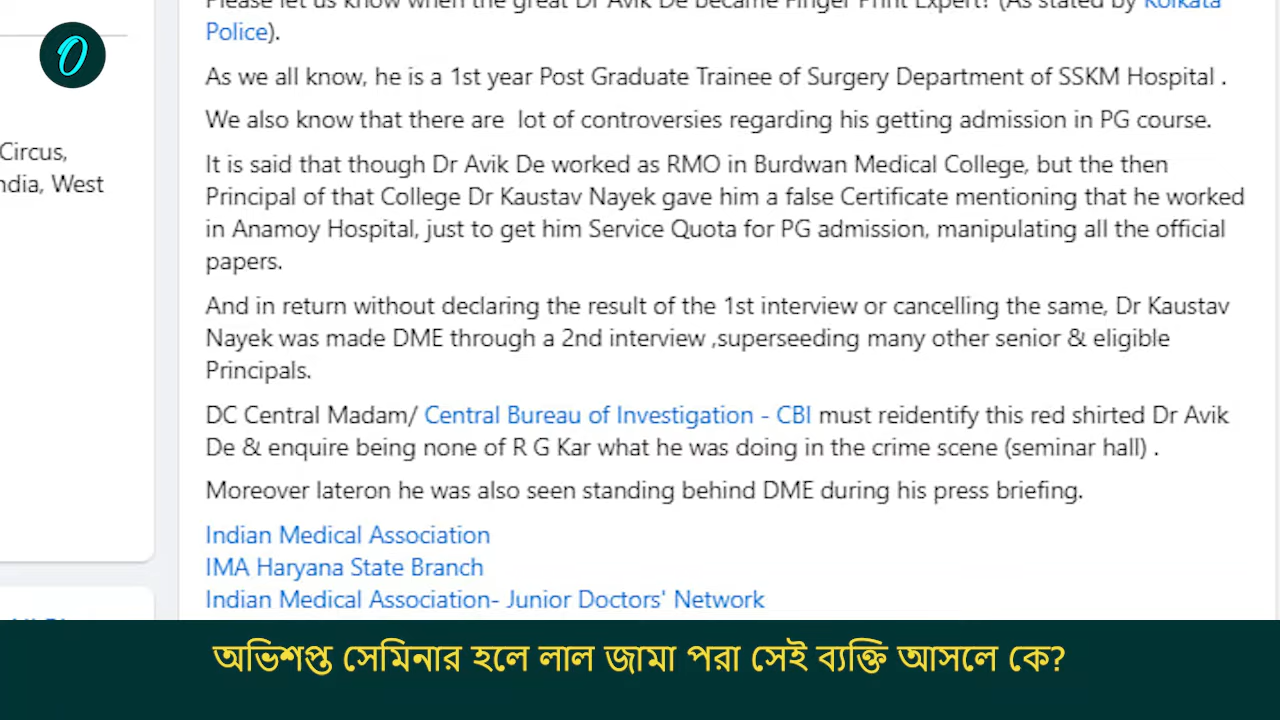 Please let us know when the great Dr Avik De became Finger Print Expert? (As stated by Kolkata
Police).
As we all know, he is a 1st year Post Graduate Trainee of Surgery Department of SSKM Hospital .
We also know that there are lot of controversies regarding his getting admission in PG course.
Circus,
ndia, West
It is said that though Dr Avik De worked as RMO in Burdwan Medical College, but the then
Principal of that College Dr Kaustav Nayek gave him a false Certificate mentioning that he worked
in Anamoy Hospital, just to get him Service Quota for PG admission, manipulating all the official
papers.
And in return without declaring the result of the 1st interview or cancelling the same, Dr Kaustav
Nayek was made DME through a 2nd interview ,superseeding many other senior & eligible
Principals.
DC Central Madam/ Central Bureau of Investigation - CBI must reidentify this red shirted Dr Avik
De & enquire being none of R G Kar what he was doing in the crime scene (seminar hall) .
Moreover lateron he was also seen standing behind DME during his press briefing.
Indian Medical Association
IMA Haryana State Branch
Indian Medical Association- Junior Doctors' Network
অভিশপ্ত সেমিনার হলে লাল জামা পরা সেই ব্যক্তি আসলে কে?